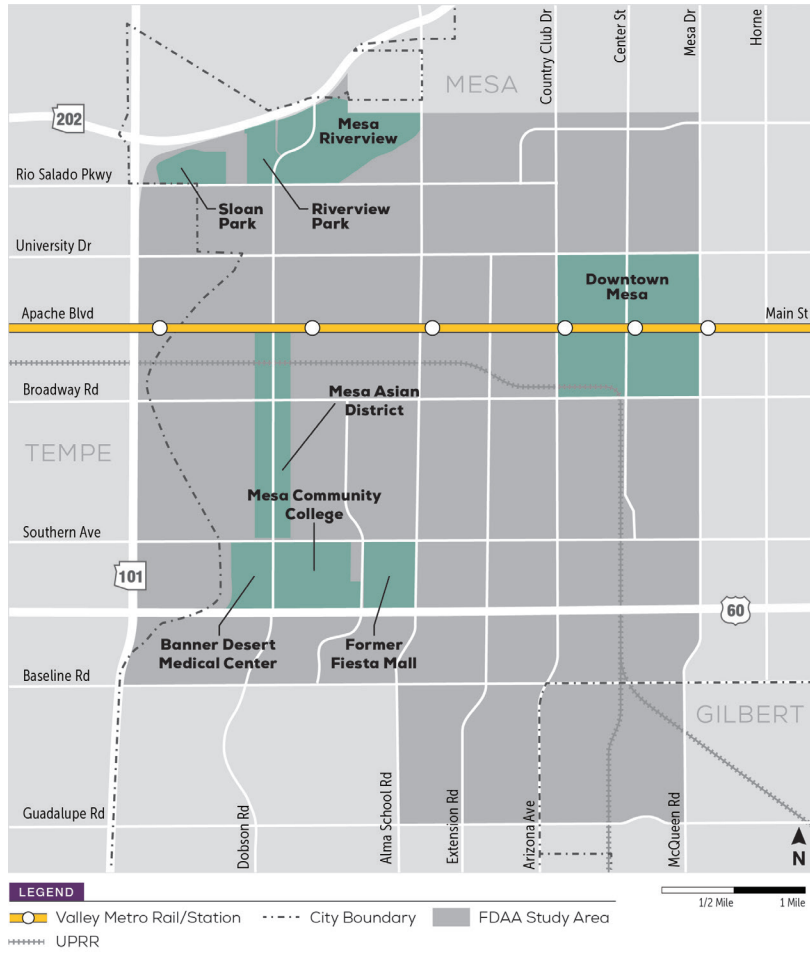 Country Club Dr
Center St
Mesa Dr
Horne
MESA
202
Mesa
Riverview
Rio Salado Pkwy
Sloan
Park
Riverview
Park
University Dr
Downtown
Mesa
Apache Blvd
Main St
Broadway Rd
Mesa Asian
District
TEMPE
Mesa Community
College
Southern Ave
101
60
Banner Desert
Medical Center
Former
Fiesta Mall
Baseline Rd
GILBERT
Guadalupe Rd
Dobson Rd
Alma School Rd
Extension Rd
Arizona Ave
McQueen Rd
N
LEGEND
Valley Metro Rail/Station
City Boundary
FDAA Study Area
UPRR
1/2 Mile
1 Mile